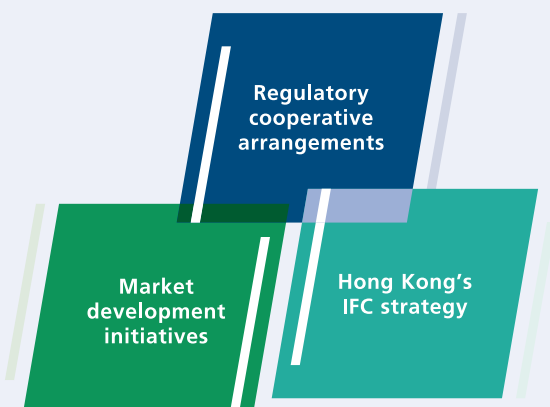 Regulatory
cooperative
arrangements
Market
development
initiatives
Hong Kong’s
IFC strategy